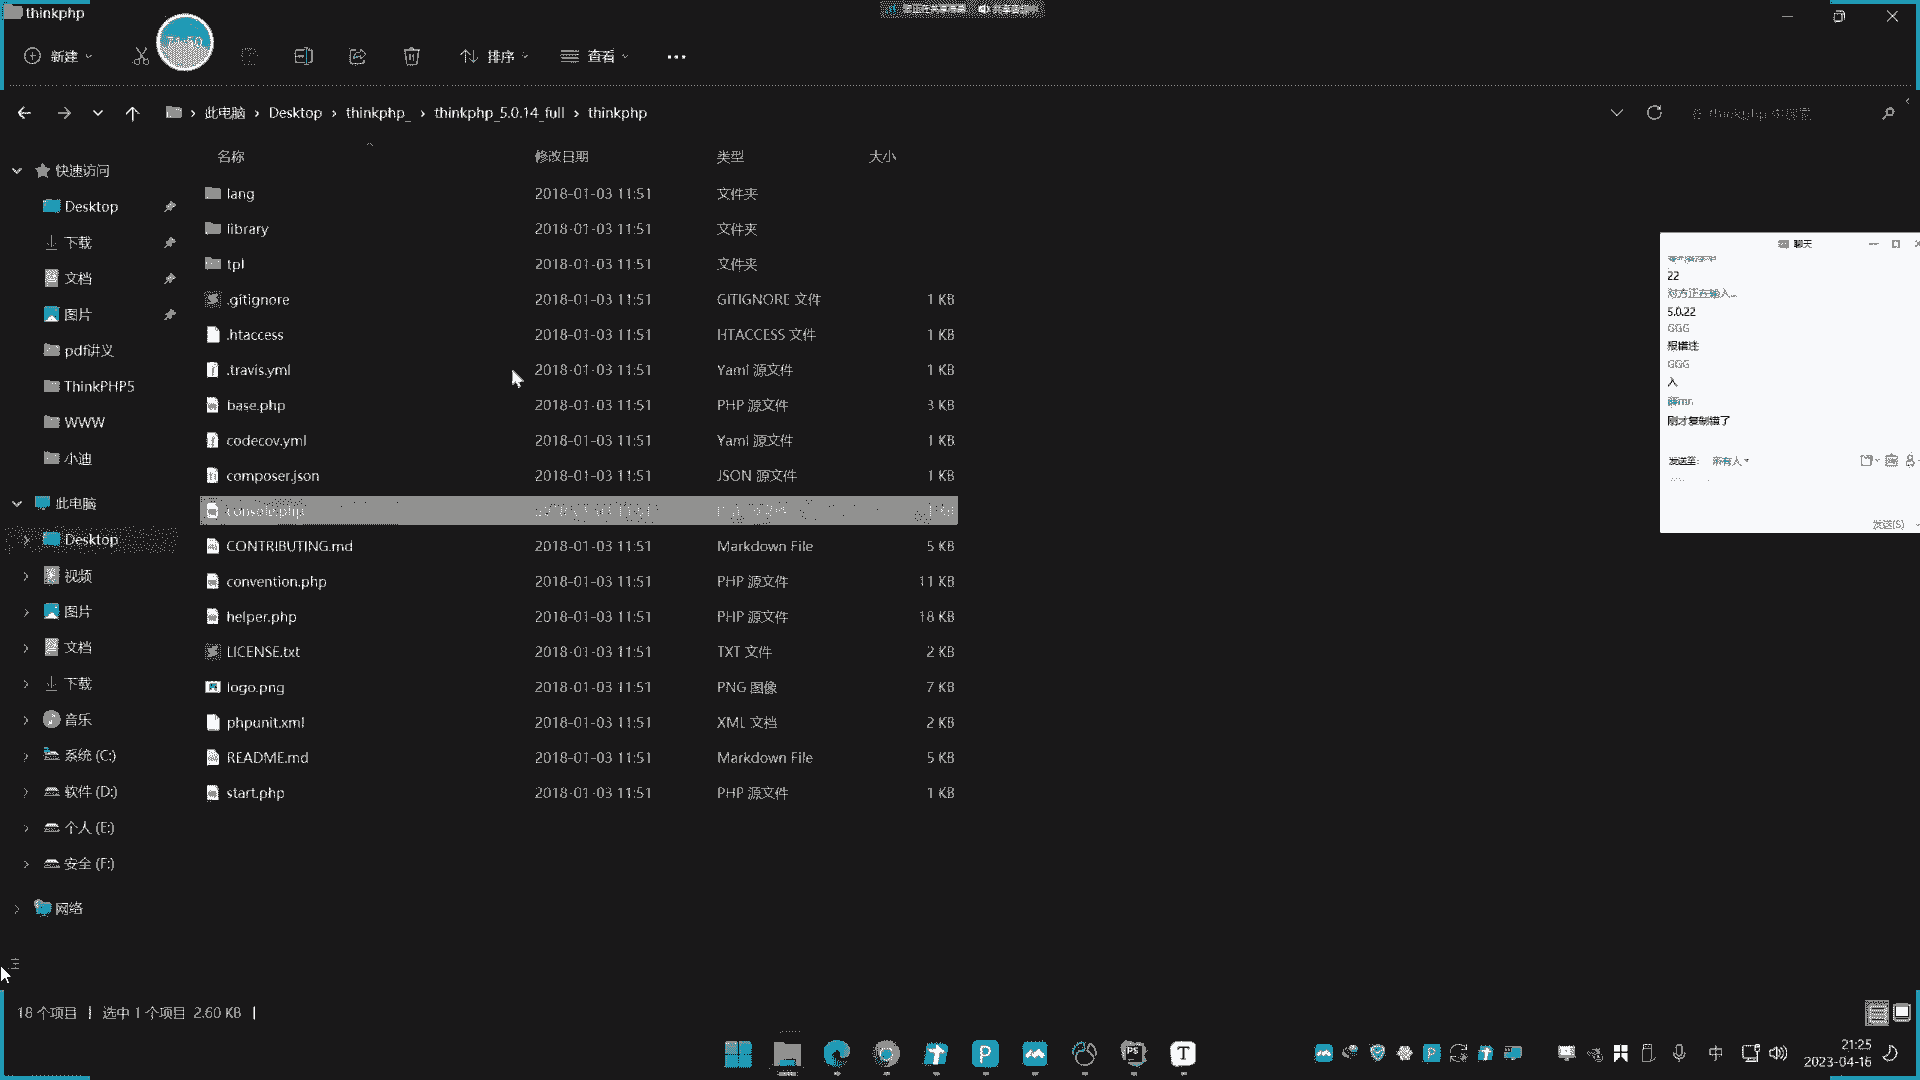 thinkphp
71:50
新建
排序
查看
此电脑 › Desktop › thinkphp_ › thinkphp_5.0.14_full › thinkphp
名称 修改日期 类型 大小
快速访问
Desktop
下载
文档
图片
pdf讲义
ThinkPHP5
WWW
小迪
此电脑
Desktop
视频
图片
文档
下载
音乐
系统 (C:)
软件 (D:)
个人 (E:)
安全 (F:)
网络
lang 2018-01-03 11:51 文件夹
library 2018-01-03 11:51 文件夹
tpl 2018-01-03 11:51 文件夹
.gitignore 2018-01-03 11:51 GITIGNORE 文件 1 KB
.htaccess 2018-01-03 11:51 HTACCESS 文件 1 KB
.travis.yml 2018-01-03 11:51 Yaml 源文件 1 KB
base.php 2018-01-03 11:51 PHP 源文件 3 KB
codecov.yml 2018-01-03 11:51 Yaml 源文件 1 KB
composer.json 2018-01-03 11:51 JSON 源文件 1 KB
console.php 2018-01-03 11:51
CONTRIBUTING.md 2018-01-03 11:51 Markdown File 5 KB
convention.php 2018-01-03 11:51 PHP 源文件 11 KB
helper.php 2018-01-03 11:51 PHP 源文件 18 KB
LICENSE.txt 2018-01-03 11:51 TXT 文件 2 KB
logo.png 2018-01-03 11:51 PNG 图像 7 KB
phpunit.xml 2018-01-03 11:51 XML 文档 2 KB
README.md 2018-01-03 11:51 Markdown File 5 KB
start.php 2018-01-03 11:51 PHP 源文件 1 KB
聊天
22
对方正在输入...
5.0.22
GGG
报错注
GGG
入
刚才复制错了
发送至: 所有人
发送(S)
18 个项目 选中 1 个项目 2.60 KB
中
21:25
2023-04-16